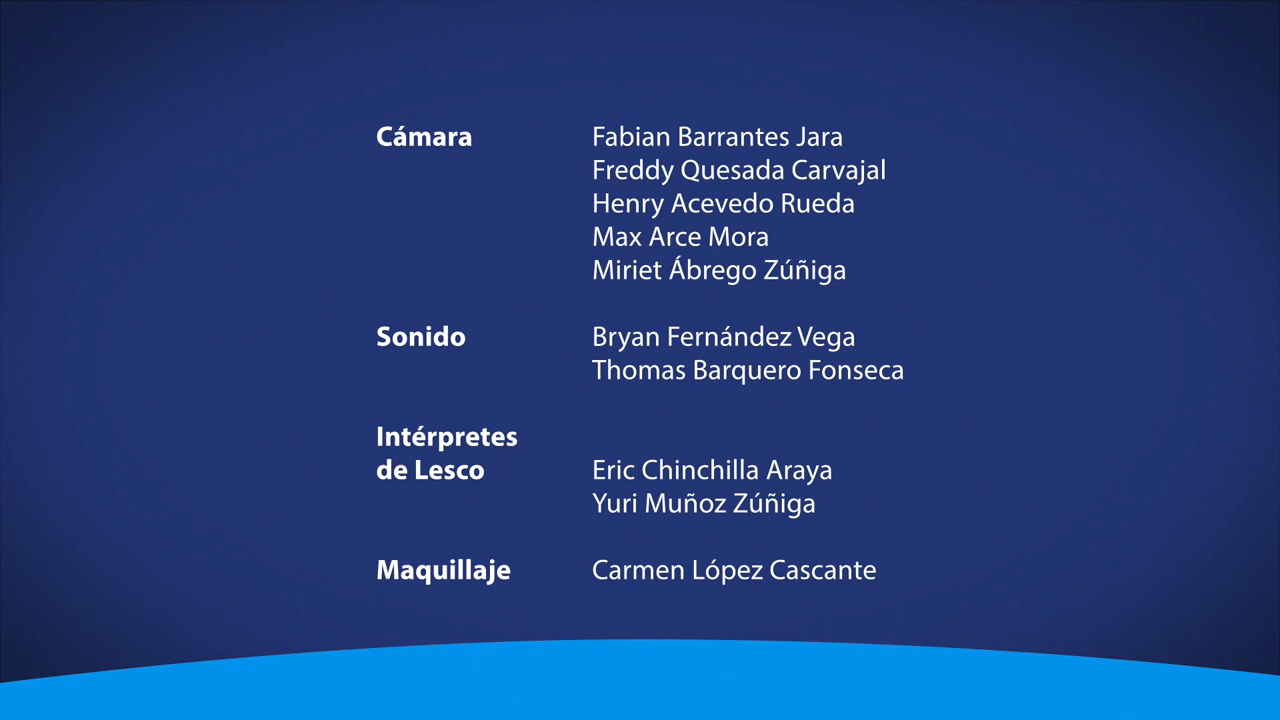 Cámara Fabian Barrantes Jara
Freddy Quesada Carvajal
Henry Acevedo Rueda
Max Arce Mora
Miriet Ábrego Zúñiga
Sonido Bryan Fernández Vega
Thomas Barquero Fonseca
Intérpretes
de Lesco Eric Chinchilla Araya
Yuri Muñoz Zúñiga
Maquillaje Carmen López Cascante